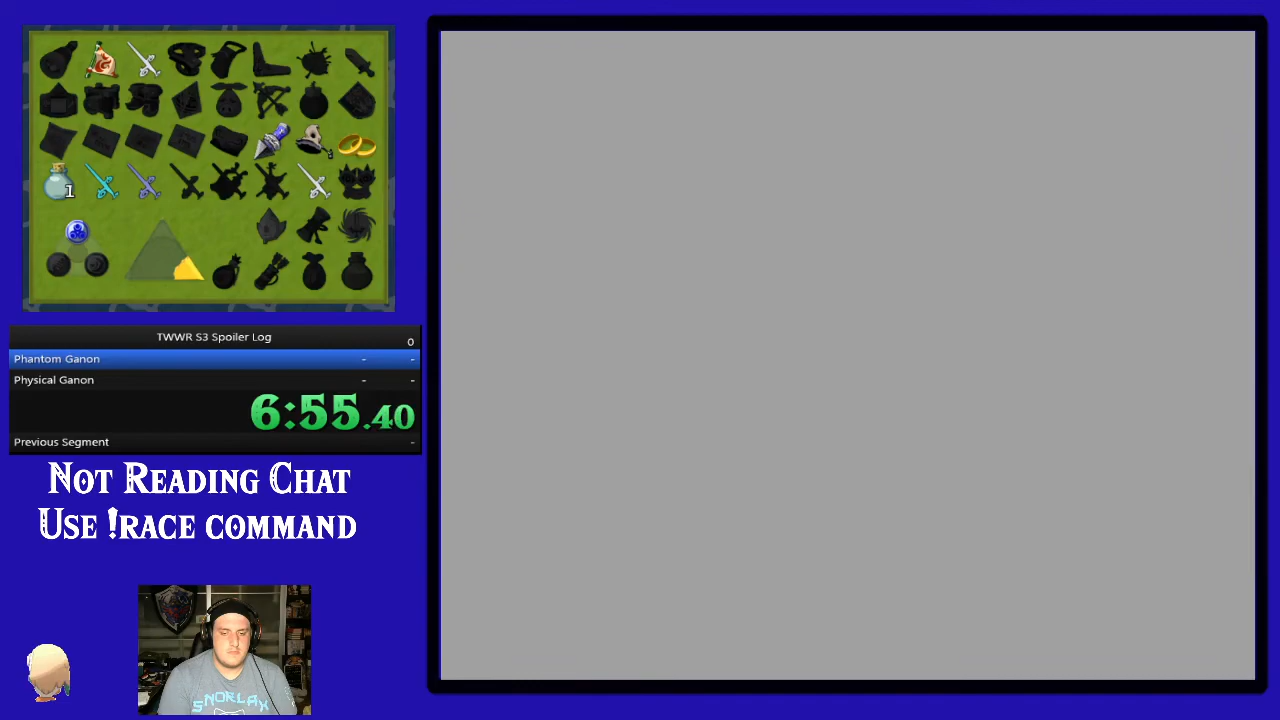 1
TWWR S3 Spoiler Log
0
Phantom Ganon - -
Physical Ganon - -
6:55.40
Previous Segment -
Not Reading Chat
Use !race command
SNORLAX